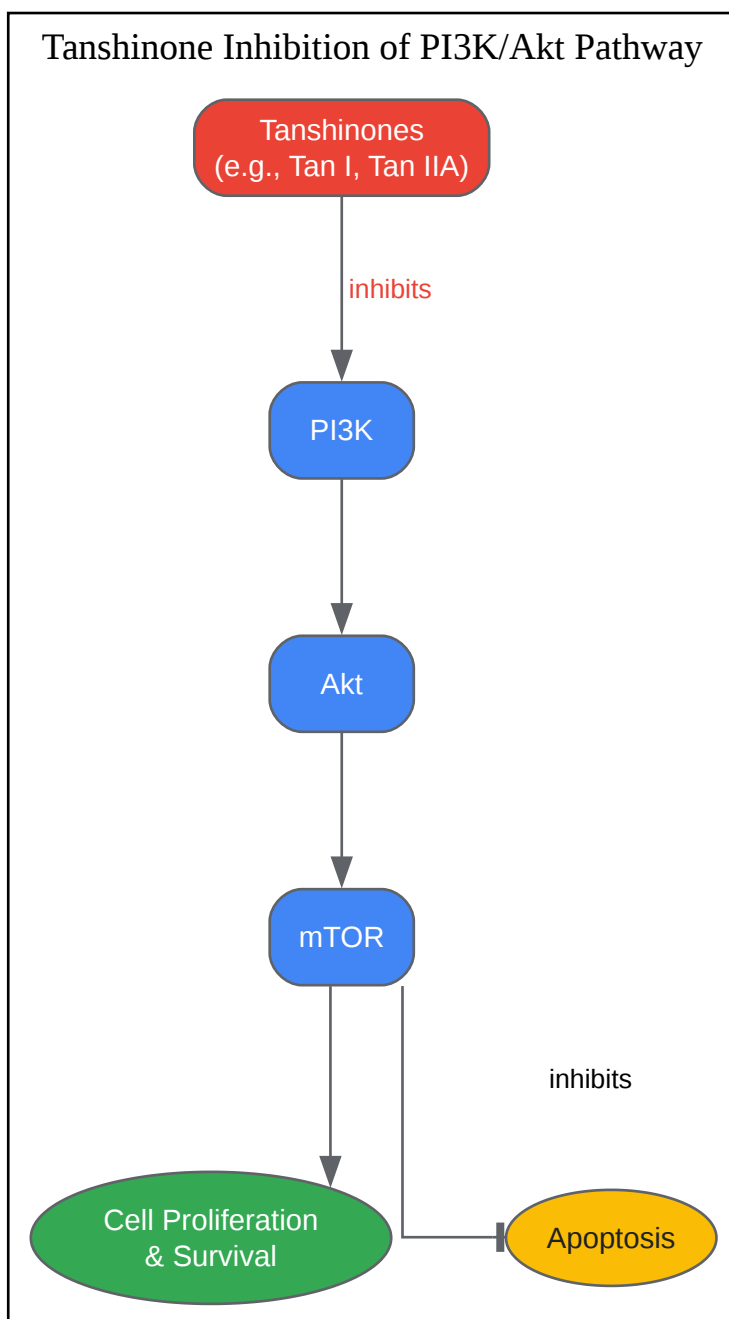 Tanshinone Inhibition of PI3K/Akt Pathway
Tanshinones
(e.g., Tan I, Tan IIA)
inhibits
PI3K
Akt
mTOR
inhibits
Cell Proliferation
& Survival
Apoptosis